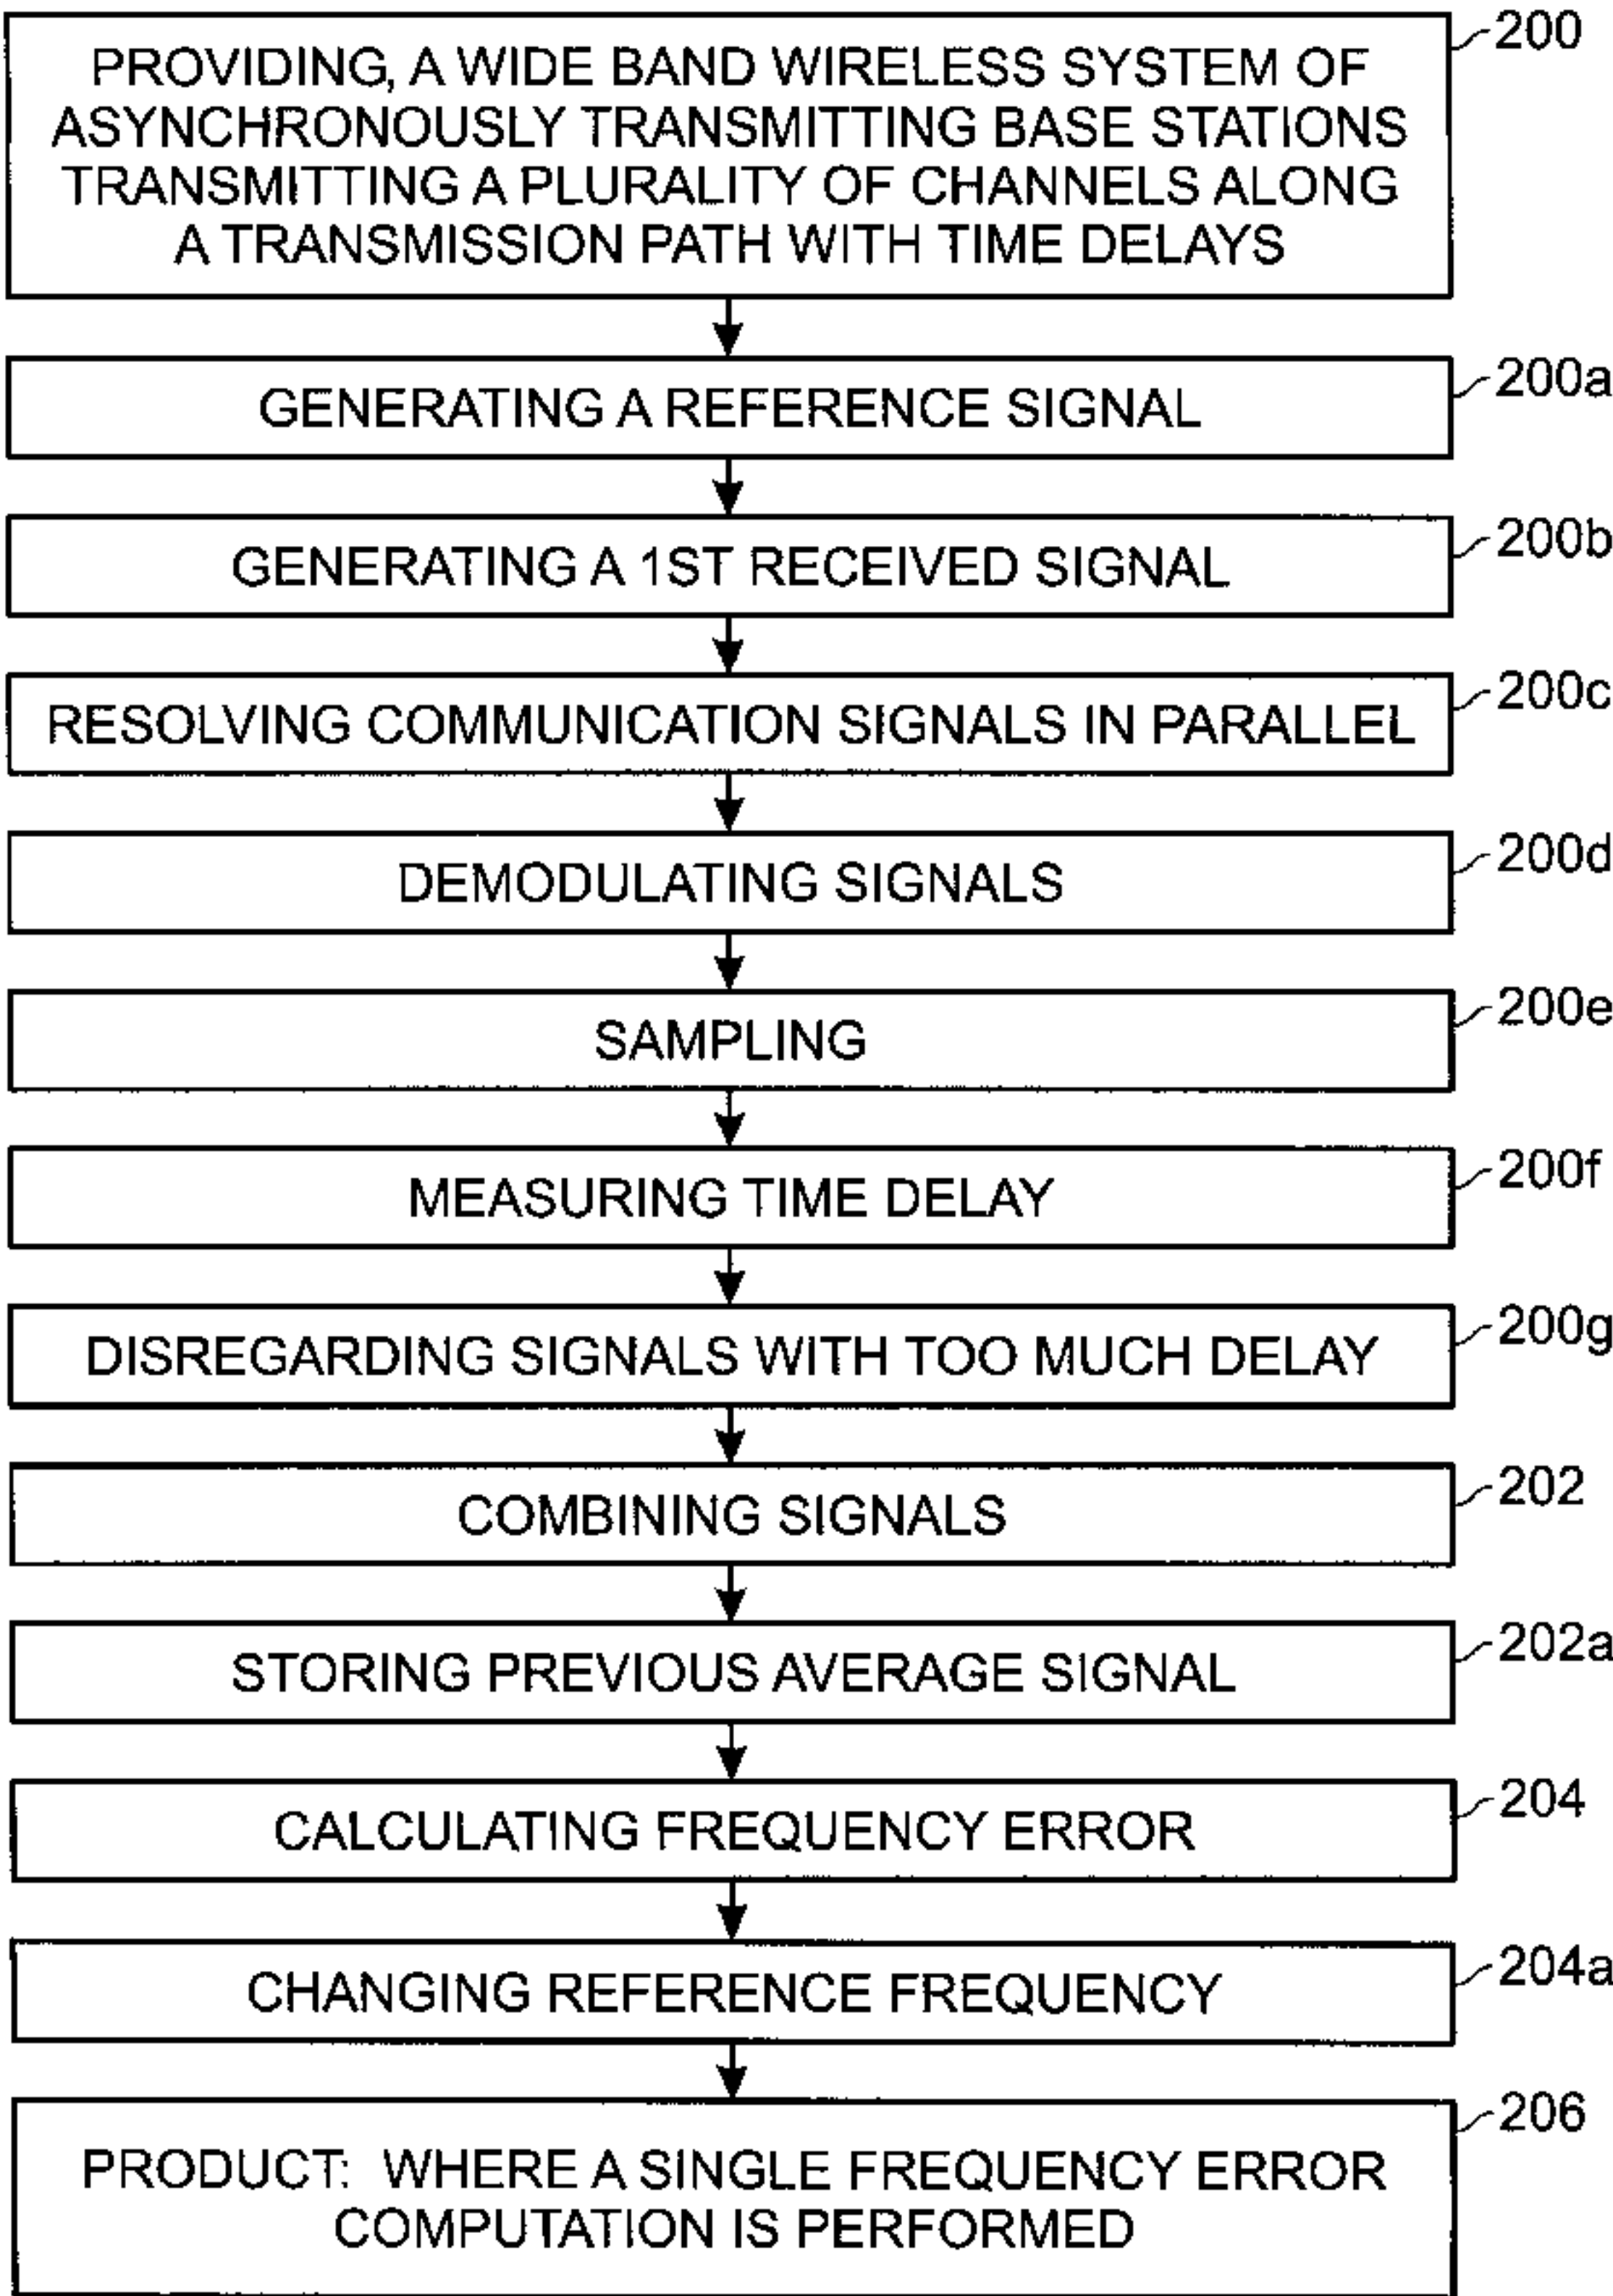 PROVIDING, A WIDE BAND WIRELESS SYSTEM OF
ASYNCHRONOUSLY TRANSMITTING BASE STATIONS
TRANSMITTING A PLURALITY OF CHANNELS ALONG
A TRANSMISSION PATH WITH TIME DELAYS
200
GENERATING A REFERENCE SIGNAL
200a
GENERATING A 1ST RECEIVED SIGNAL
200b
RESOLVING COMMUNICATION SIGNALS IN PARALLEL
200c
DEMODULATING SIGNALS
200d
SAMPLING
200e
MEASURING TIME DELAY
200f
DISREGARDING SIGNALS WITH TOO MUCH DELAY
200g
COMBINING SIGNALS
202
STORING PREVIOUS AVERAGE SIGNAL
202a
CALCULATING FREQUENCY ERROR
204
CHANGING REFERENCE FREQUENCY
204a
PRODUCT: WHERE A SINGLE FREQUENCY ERROR
COMPUTATION IS PERFORMED
206